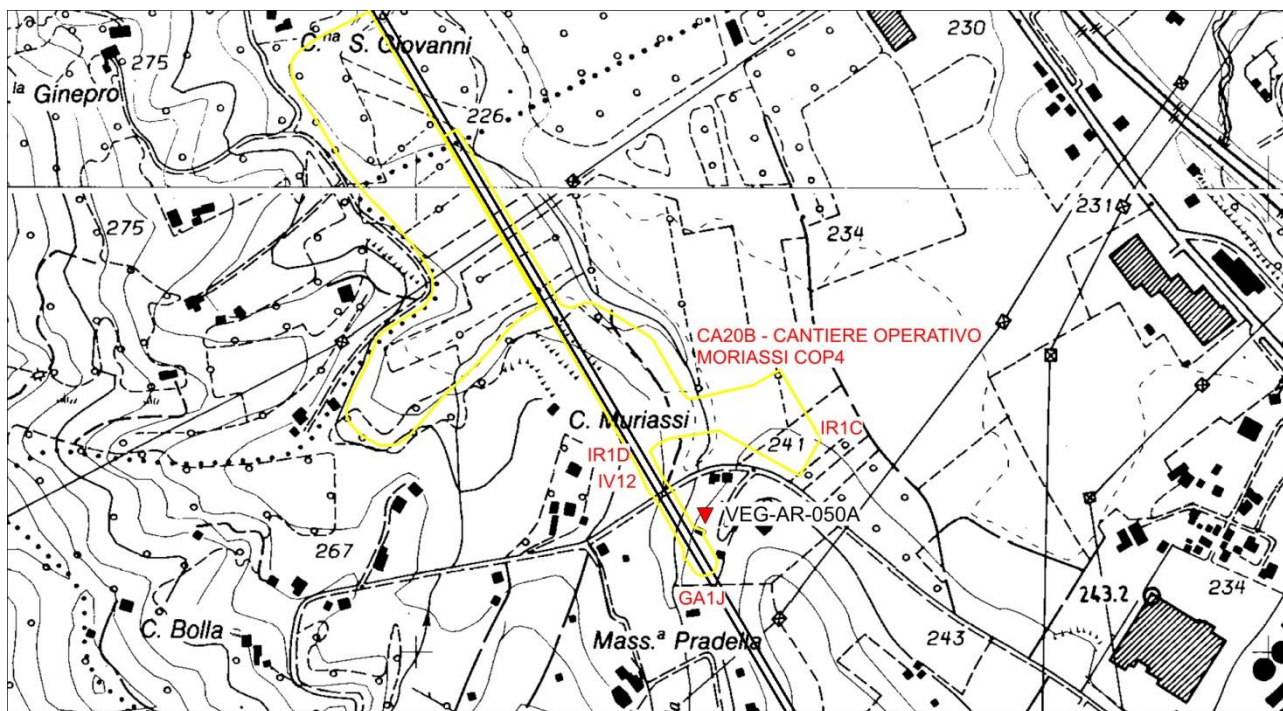 230
C.na S. Giovanni
275
ia Ginepro
226
275
234
231
CA20B - CANTIERE OPERATIVO
MORIASSI COP4
C. Muriassi
241
IR1C
IR1D
IV12
VEG-AR-050A
267
GA1J
243.2
234
C. Bolla
Mass.a Pradella
243
a